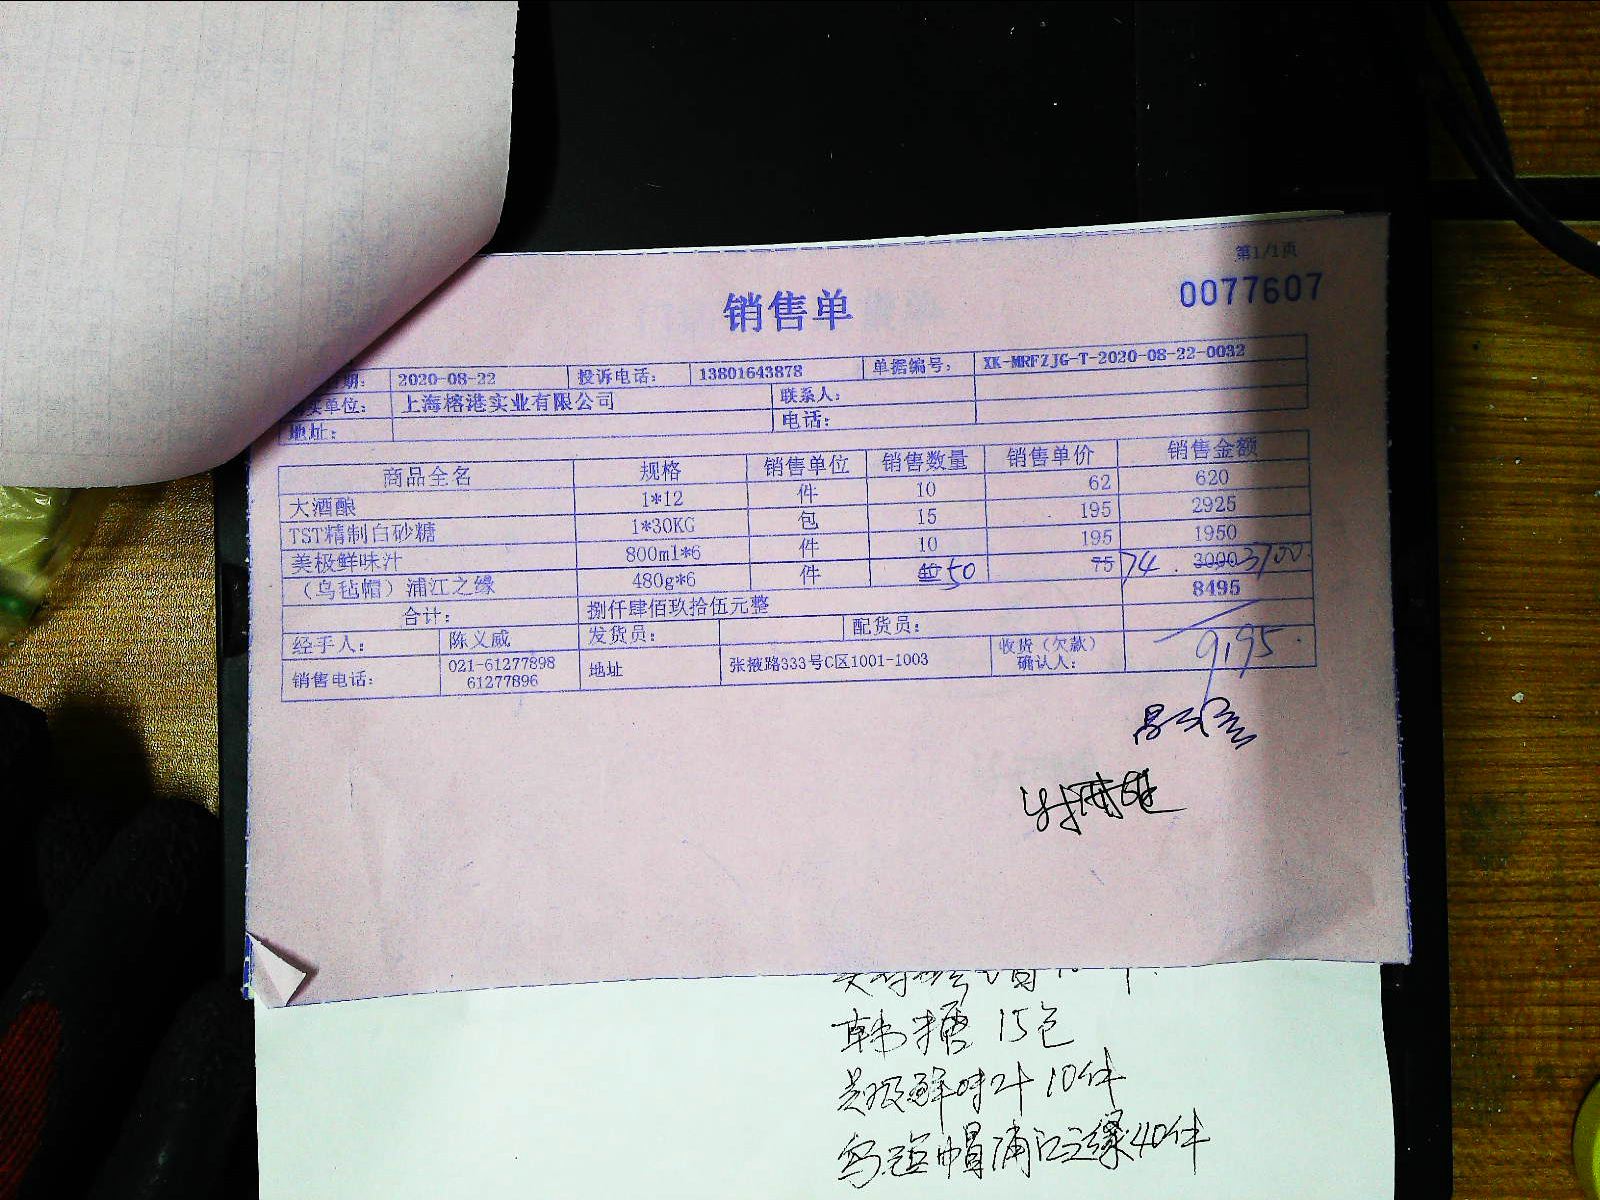 第1/1页
0077607
销售单
期： 2020-08-22 投诉电话： 13801643878 单据编号： XK-MRFZJG-T-2020-08-22-0032
买单位： 上海榕港实业有限公司 联系人：
地址： 电话：
商品全名 规格 销售单位 销售数量 销售单价 销售金额
大酒酿 1*12 件 10 62 620
TST精制白砂糖 1*30KG 包 15 195 2925
美极鲜味汁 800ml*6 件 10 195 1950
（乌毡帽）浦江之缘 480g*6 件 40 50 75 74 3000 3700
合计： 捌仟肆佰玖拾伍元整 8495
经手人： 陈义威 发货员： 配货员：
销售电话： 021-61277898 61277896 地址 张掖路333号C区1001-1003 收货（欠款）确认人： 9195
韩糖 15包
美极鲜味汁 10件
乌毡帽浦江之缘 40件